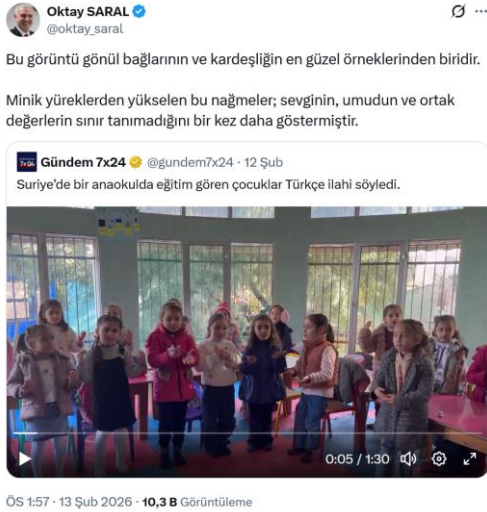 Oktay SARAL
@oktay_saral
Bu görüntü gönül bağlarının ve kardeşliğin en güzel örneklerinden biridir.
Minik yüreklerden yükselen bu nağmeler; sevginin, umudun ve ortak
değerlerin sınır tanımadığını bir kez daha göstermiştir.
7x24 Gündem 7x24 @gundem7x24 · 12 Şub
Suriye'de bir anaokulda eğitim gören çocuklar Türkçe ilahi söyledi.
0:05 / 1:30
ÖS 1:57 · 13 Şub 2026 · 10,3 B Görüntüleme